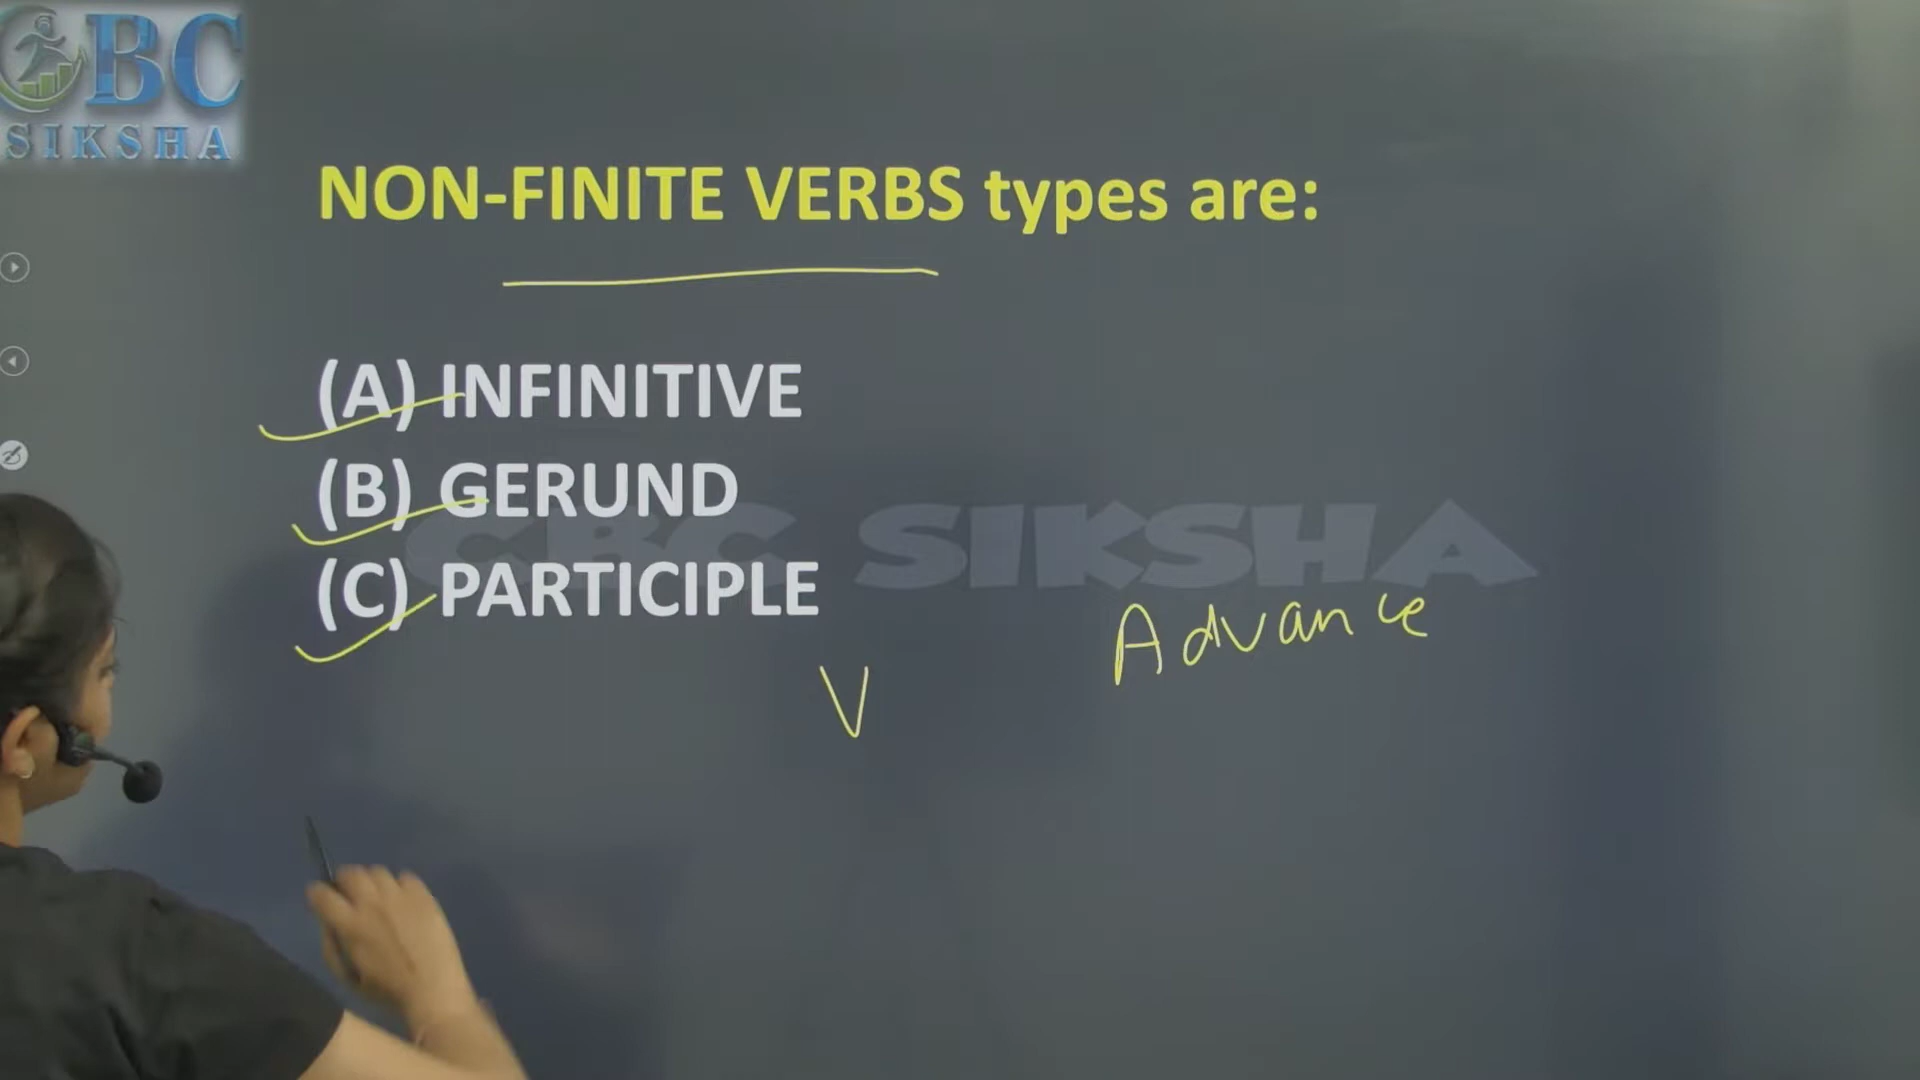 CBC
SIKSHA
NON-FINITE VERBS types are:
(A) INFINITIVE
(B) GERUND
(C) PARTICIPLE
CBC SIKSHA
Advance
V